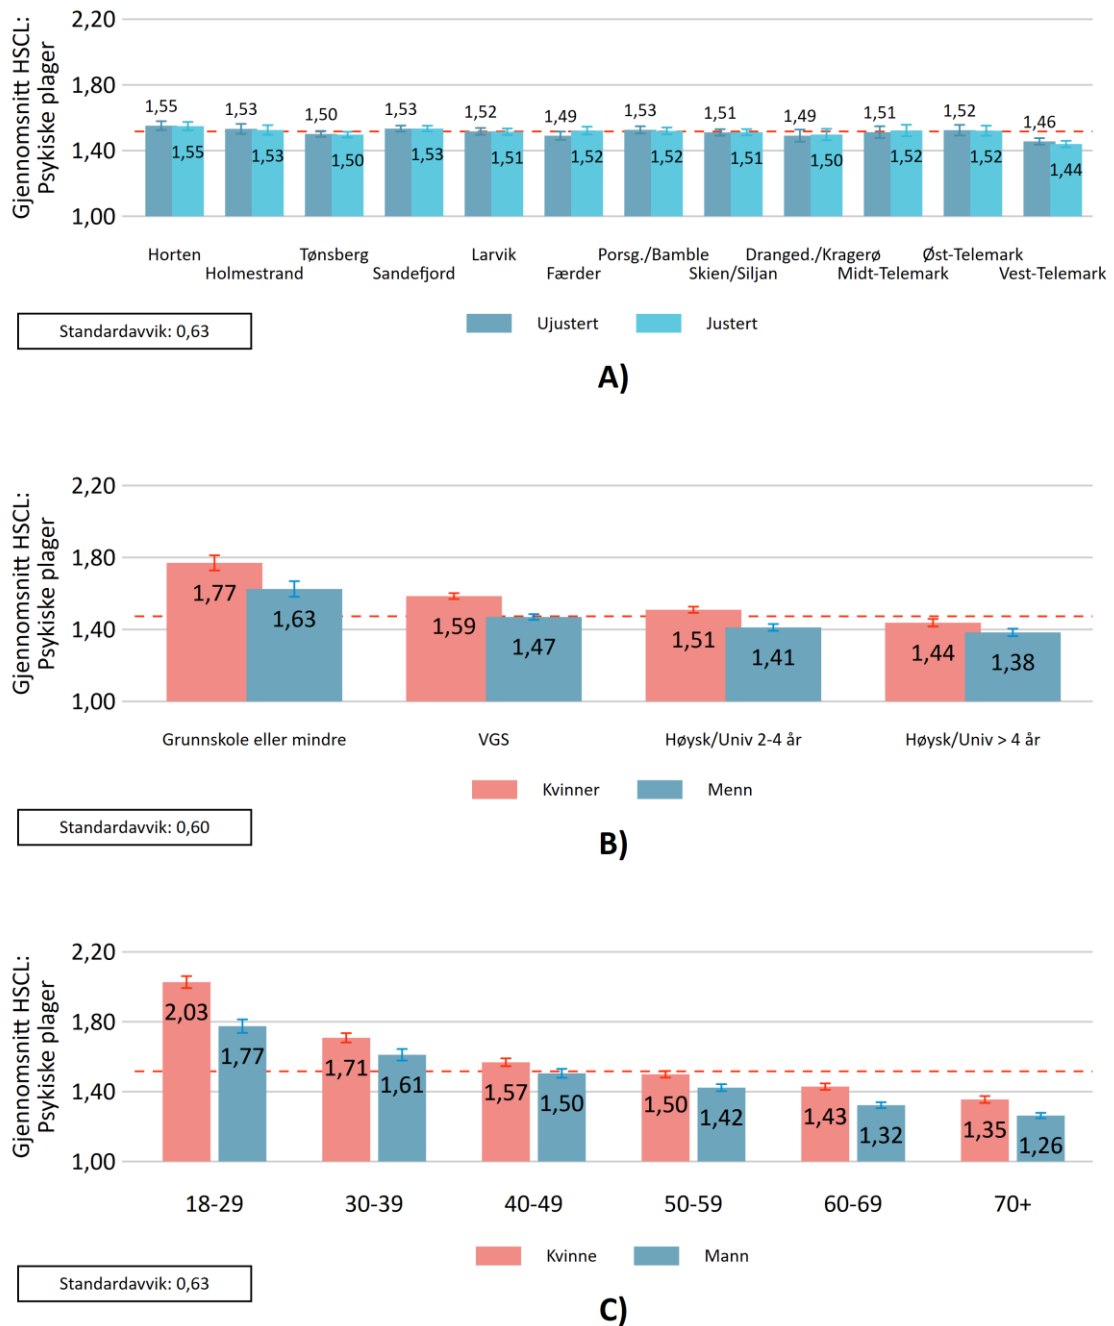 Gjennomsnitt HSCL:
Psykiske plager
2,20
1,80
1,40
1,00
1,55 1,53 1,50 1,53 1,52 1,49 1,53 1,51 1,49 1,51 1,52 1,46
1,55 1,53 1,50 1,53 1,51 1,52 1,52 1,51 1,50 1,52 1,52 1,44
Horten Tønsberg Larvik Porsg./Bamble Dranged./Kragerø Øst-Telemark
Holmestrand Sandefjord Færder Skien/Siljan Midt-Telemark Vest-Telemark
Standardavvik: 0,63
Ujustert Justert
A)
Gjennomsnitt HSCL:
Psykiske plager
2,20
1,80
1,40
1,00
1,77 1,63 1,59 1,47 1,51 1,41 1,44 1,38
Grunnskole eller mindre VGS Høysk/Univ 2-4 år Høysk/Univ > 4 år
Kvinner Menn
Standardavvik: 0,60
B)
Gjennomomsnitt HSCL:
Psykiske plager
2,20
1,80
1,40
1,00
2,03 1,77 1,71 1,61 1,57 1,50 1,50 1,42 1,43 1,32 1,35 1,26
18-29 30-39 40-49 50-59 60-69 70+
Kvinne Mann
Standardavvik: 0,63
C)